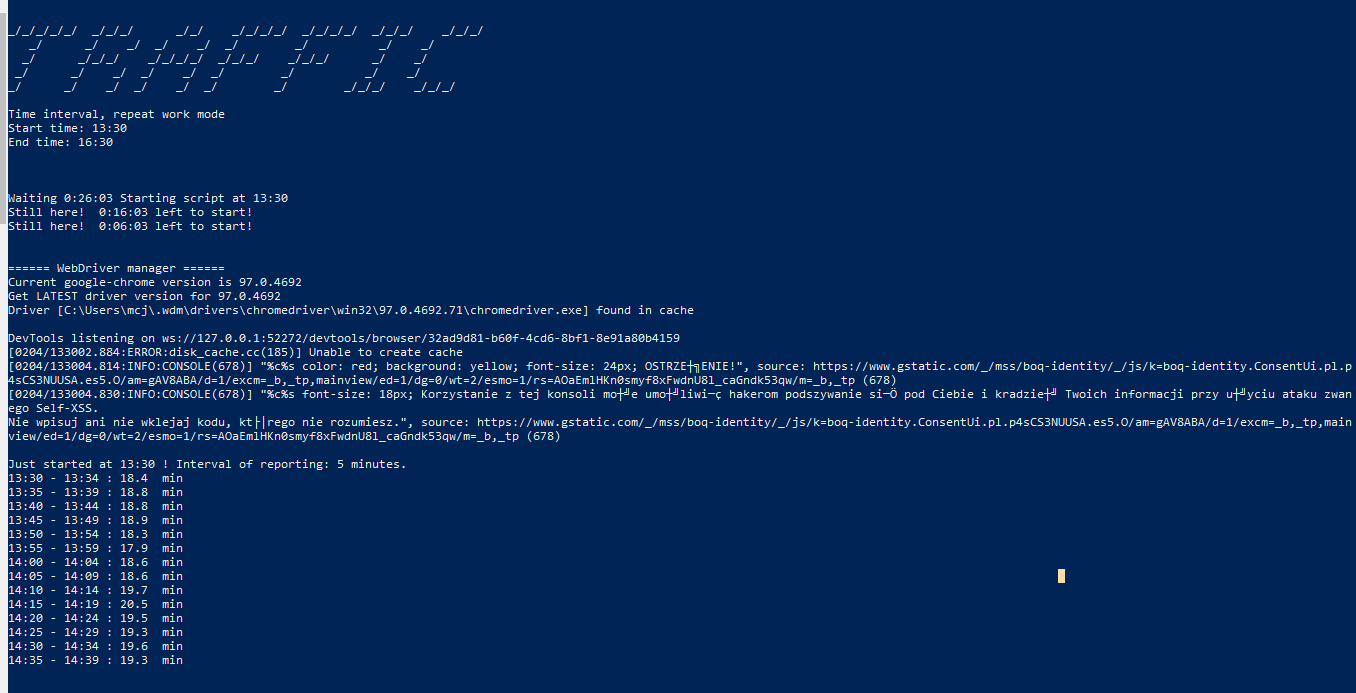 TRAFFIC
Time interval, repeat work mode
Start time: 13:30
End time: 16:30
Waiting 0:26:03 Starting script at 13:30
Still here!  0:16:03 left to start!
Still here!  0:06:03 left to start!
====== WebDriver manager ======
Current google-chrome version is 97.0.4692
Get LATEST driver version for 97.0.4692
Driver [C:\Users\mcj\.wdm\drivers\chromedriver\win32\97.0.4692.71\chromedriver.exe] found in cache
DevTools listening on ws://127.0.0.1:52272/devtools/browser/32ad9d81-b60f-4cd6-8bf1-8e91a80b4159
[0204/133002.884:ERROR:disk_cache.cc(185)] Unable to create cache
[0204/133004.814:INFO:CONSOLE(678)] "%c%s color: red; background: yellow; font-size: 24px; OSTRZE┼╗ENIE!", source: https://www.gstatic.com/_/mss/boq-identity/_/js/k=boq-identity.ConsentUi.pl.p
4sCS3NUUSA.es5.O/am=gAV8ABA/d=1/excm=_b,_tp,mainview/ed=1/dg=0/wt=2/esmo=1/rs=AOaEmlHKn0smyf8xFwdnU8l_caGndk53qw/m=_b,_tp (678)
[0204/133004.830:INFO:CONSOLE(678)] "%c%s font-size: 18px; Korzystanie z tej konsoli mo┼╝e umo┼╝liwi─ç hakerom podszywanie si─Ö pod Ciebie i kradzie┼╝ Twoich informacji przy u┼╝yciu ataku zwan
ego Self-XSS.
Nie wpisuj ani nie wklejaj kodu, kt├│rego nie rozumiesz.", source: https://www.gstatic.com/_/mss/boq-identity/_/js/k=boq-identity.ConsentUi.pl.p4sCS3NUUSA.es5.O/am=gAV8ABA/d=1/excm=_b,_tp,main
view/ed=1/dg=0/wt=2/esmo=1/rs=AOaEmlHKn0smyf8xFwdnU8l_caGndk53qw/m=_b,_tp (678)
Just started at 13:30 ! Interval of reporting: 5 minutes.
13:30 - 13:34 : 18.4  min
13:35 - 13:39 : 18.8  min
13:40 - 13:44 : 18.8  min
13:45 - 13:49 : 18.9  min
13:50 - 13:54 : 18.3  min
13:55 - 13:59 : 17.9  min
14:00 - 14:04 : 18.6  min
14:05 - 14:09 : 18.6  min
14:10 - 14:14 : 19.7  min
14:15 - 14:19 : 20.5  min
14:20 - 14:24 : 19.5  min
14:25 - 14:29 : 19.3  min
14:30 - 14:34 : 19.6  min
14:35 - 14:39 : 19.3  min